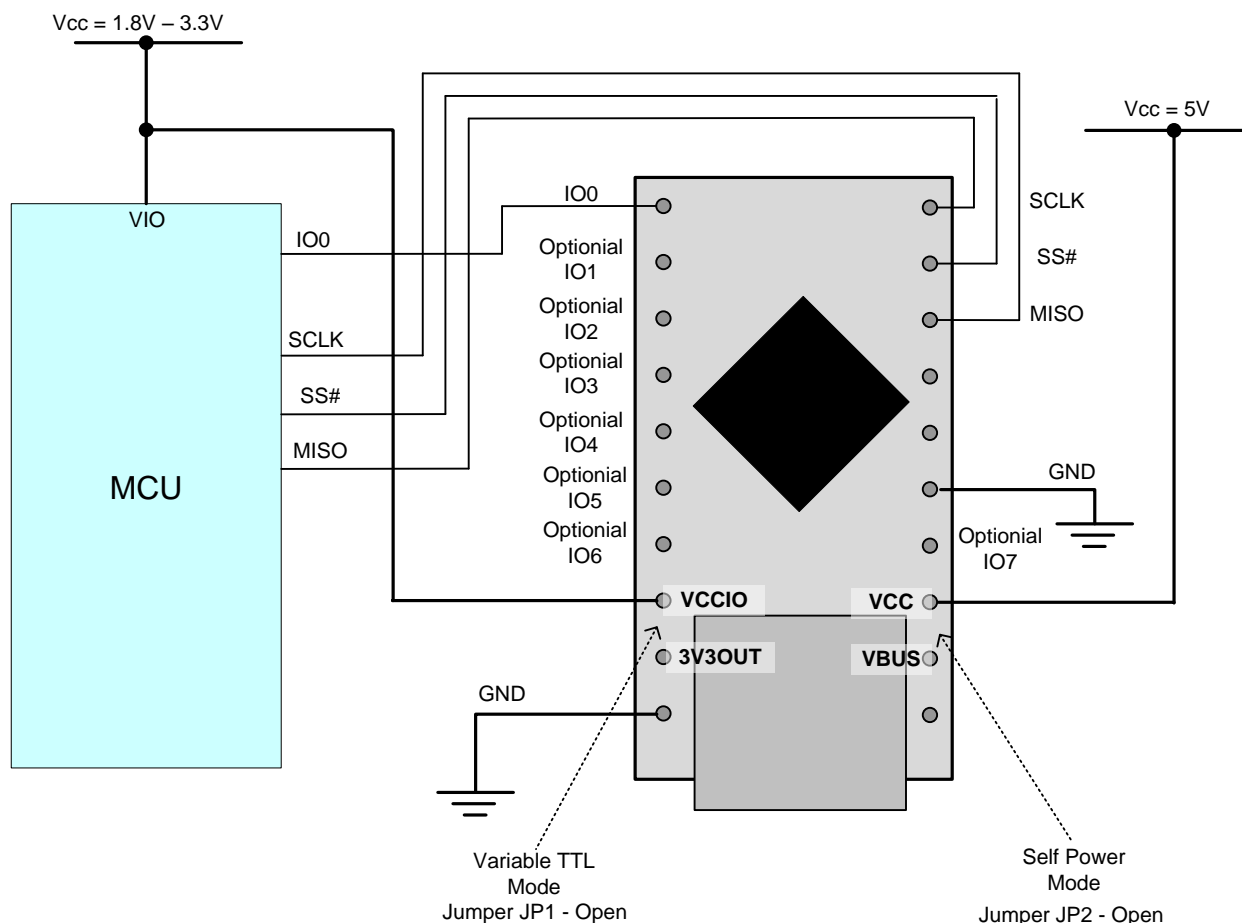 Vcc = 1.8V – 3.3V
Vcc = 5V
VIO
IO0
SCLK
SS#
MISO
MCU
IO0
Optionial
IO1
Optionial
IO2
Optionial
IO3
Optionial
IO4
Optionial
IO5
Optionial
IO6
VCCIO
3V3OUT
GND
SCLK
SS#
MISO
GND
Optionial
IO7
VCC
VBUS
Variable TTL
Mode
Jumper JP1 - Open
Self Power
Mode
Jumper JP2 - Open